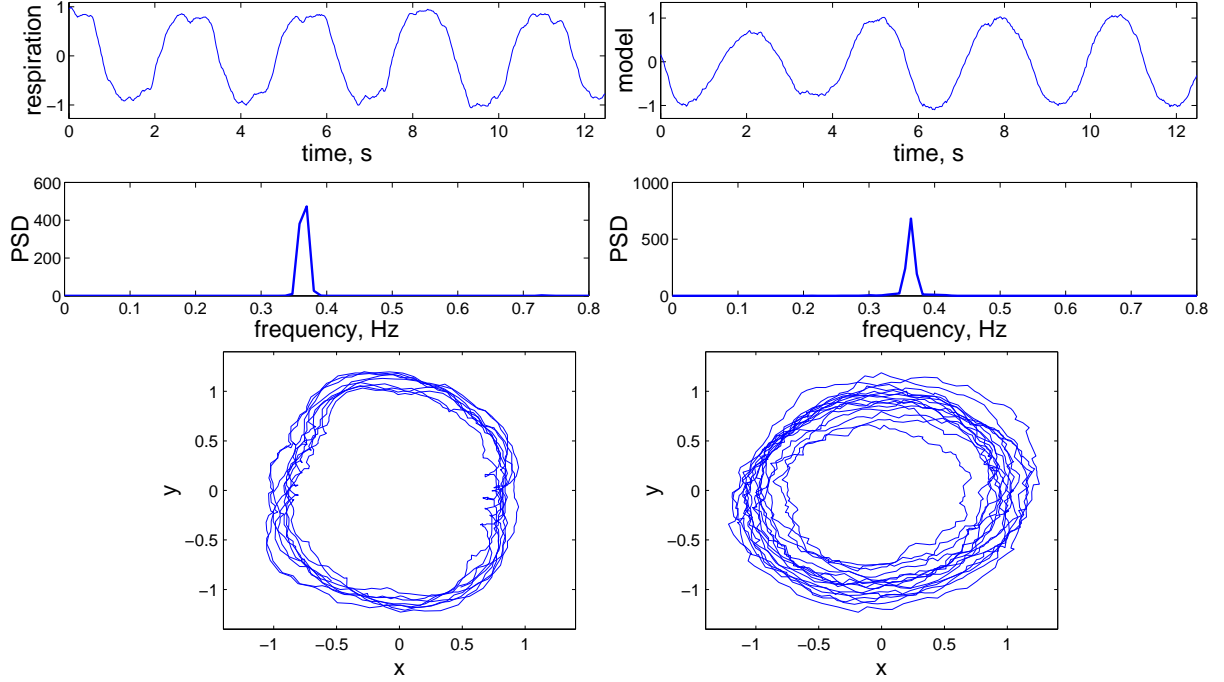 respiration
1
0
−1
0 2 4 6 8 10 12
time, s
model
1
0
−1
0 2 4 6 8 10 12
time, s
PSD
600
400
200
0
0 0.1 0.2 0.3 0.4 0.5 0.6 0.7 0.8
frequency, Hz
PSD
1000
500
0
0 0.1 0.2 0.3 0.4 0.5 0.6 0.7 0.8
frequency, Hz
y
1
0.5
0
−0.5
−1
−1 −0.5 0 0.5 1
x
y
1
0.5
0
−0.5
−1
−1 −0.5 0 0.5 1
x